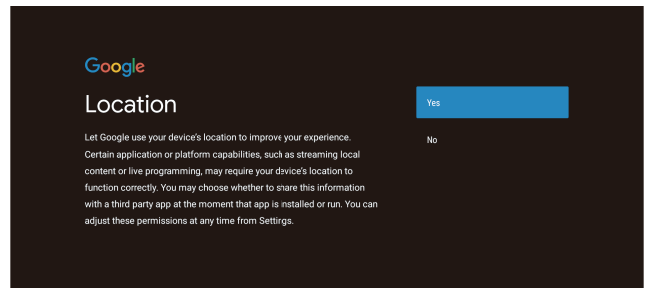 Google
Location
Let Google use your device's location to improve your experience.
Certain application or platform capabilities, such as streaming local
content or live programming, may require your device's location to
function correctly. You may choose whether to share this information
with a third party app at the moment that app is installed or run. You can
adjust these permissions at any time from Settings.
Yes
No